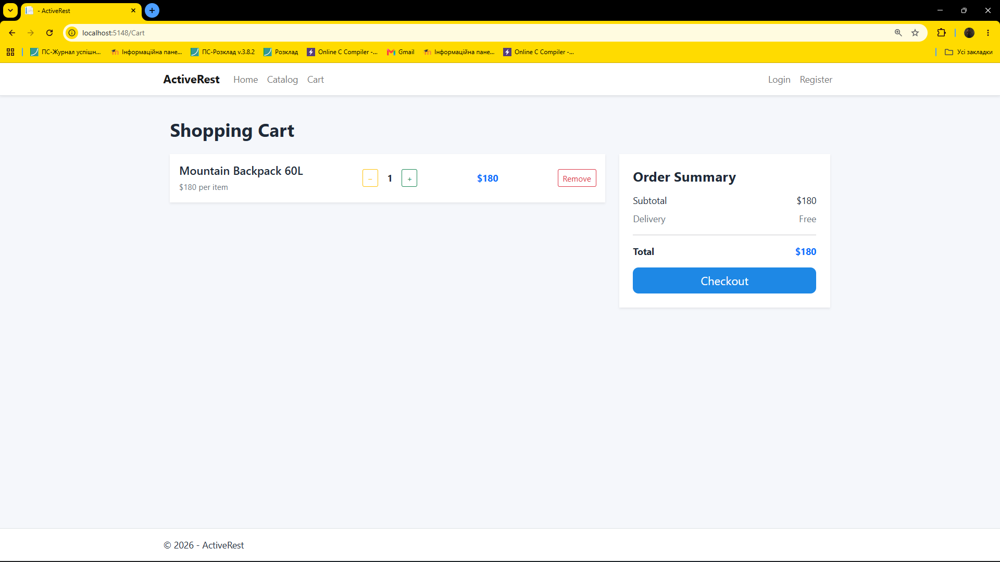 - ActiveRest
localhost:5148/Cart
ПС-Журнал успішн... Інформаційна пане... ПС-Розклад v.3.8.2 Розклад Online C Compiler -... Gmail Інформаційна пане... Online C Compiler -... Усі закладки
ActiveRest Home Catalog Cart Login Register
Shopping Cart
Mountain Backpack 60L
$180 per item
− 1 + $180 Remove
Order Summary
Subtotal $180
Delivery Free
Total $180
Checkout
© 2026 - ActiveRest